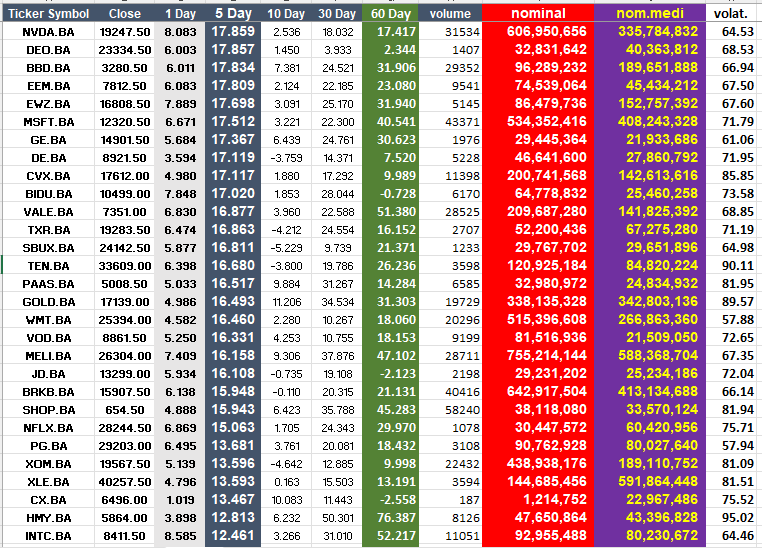 Ticker Symbol Close 1 Day 5 Day 10 Day 30 Day 60 Day volume nominal nom.medi volat.
NVDA.BA 19247.50 8.083 17.859 2.536 18.032 17.417 31534 606,950,656 335,784,832 64.53
DEO.BA 23334.50 6.003 17.857 1.450 3.933 2.344 1407 32,831,642 40,363,812 68.53
BBD.BA 3280.50 6.011 17.834 7.381 24.521 31.906 29352 96,289,232 189,651,888 66.94
EEM.BA 7812.50 6.083 17.809 2.124 22.185 23.080 9541 74,539,064 45,434,212 67.50
EWZ.BA 16808.50 7.889 17.698 3.091 25.170 31.940 5145 86,479,736 152,757,392 67.60
MSFT.BA 12320.50 6.671 17.512 3.221 22.300 40.541 43371 534,352,416 408,243,328 71.79
GE.BA 14901.50 5.684 17.367 6.439 24.761 30.623 1976 29,445,364 21,933,686 61.06
DE.BA 8921.50 3.594 17.119 -3.759 14.371 7.520 5228 46,641,600 27,860,792 71.95
CVX.BA 17612.00 4.980 17.117 1.880 17.292 9.989 11398 200,741,568 142,613,616 85.85
BIDU.BA 10499.00 7.848 17.020 1.853 28.044 -0.728 6170 64,778,832 25,460,258 73.58
VALE.BA 7351.00 6.830 16.877 3.960 22.588 51.380 28525 209,687,280 141,825,392 68.85
TXR.BA 19283.50 6.474 16.863 -4.212 24.554 16.152 2707 52,200,436 67,275,280 71.19
SBUX.BA 24142.50 5.877 16.811 -5.229 9.739 21.371 1233 29,767,702 29,651,896 64.98
TEN.BA 33609.00 6.398 16.680 -3.800 19.786 26.236 3598 120,925,184 84,820,224 90.11
PAAS.BA 5008.50 5.033 16.517 9.884 31.267 14.284 6585 32,980,972 24,834,932 81.95
GOLD.BA 17139.00 4.986 16.493 11.206 34.534 31.303 19729 338,135,328 342,803,136 89.57
WMT.BA 25394.00 4.582 16.460 2.280 10.267 18.060 20296 515,396,608 266,863,360 57.88
VOD.BA 8861.50 5.250 16.331 4.253 10.755 18.153 9199 81,516,936 21,509,050 72.65
MELI.BA 26304.00 7.409 16.158 9.306 37.876 47.102 28711 755,214,144 588,368,704 67.35
JD.BA 13299.00 5.934 16.108 -0.735 19.108 -2.123 2198 29,231,202 25,234,186 72.04
BRKB.BA 15907.50 6.138 15.948 -0.110 20.315 21.131 40416 642,917,504 413,134,688 66.14
SHOP.BA 654.50 4.888 15.943 6.423 35.788 45.283 58240 38,118,080 33,570,124 81.94
NFLX.BA 28244.50 6.869 15.063 1.705 24.343 29.970 1078 30,447,572 60,420,956 75.71
PG.BA 29203.00 6.495 13.681 3.761 20.081 18.432 3108 90,762,928 80,027,640 57.94
XOM.BA 19567.50 5.139 13.596 -4.642 12.885 9.998 22432 438,938,176 189,110,752 81.09
XLE.BA 40257.50 4.796 13.593 0.163 15.503 13.191 3594 144,685,456 591,864,448 81.51
CX.BA 6496.00 1.019 13.467 10.083 11.443 -2.558 187 1,214,752 22,967,486 75.52
HMY.BA 5864.00 3.898 12.813 6.232 50.301 76.387 8126 47,650,864 43,396,828 95.02
INTC.BA 8411.50 8.585 12.461 3.266 31.010 52.217 11051 92,955,488 80,230,672 64.46